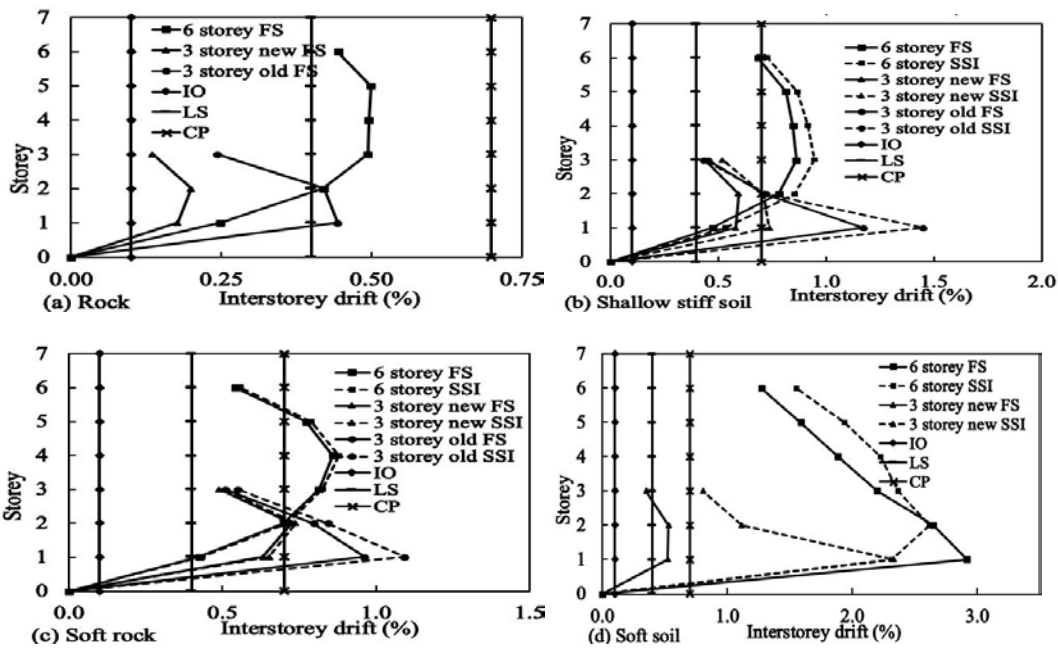 7
6
5
4
3
2
1
0
Storey
6 storey FS
3 storey new FS
3 storey old FS
IO
LS
CP
0.00 0.25 0.50 0.75
(a) Rock Interstorey drift (%)
7
6
5
4
3
2
1
0
Storey
6 storey FS
6 storey SSI
3 storey new FS
3 storey new SSI
3 storey old FS
3 storey old SSI
IO
LS
CP
0.0 0.5 1.0 1.5 2.0
(b) Shallow stiff soil Interstorey drift (%)
7
6
5
4
3
2
1
0
Storey
6 storey FS
6 storey SSI
3 storey new FS
3 storey new SSI
3 storey old FS
3 storey old SSI
IO
LS
CP
0.0 0.5 1.0 1.5
(c) Soft rock Interstorey drift (%)
7
6
5
4
3
2
1
0
Storey
6 storey FS
6 storey SSI
3 storey new FS
3 storey new SSI
IO
LS
CP
0.0 1.0 2.0 3.0
(d) Soft soil Interstorey drift (%)